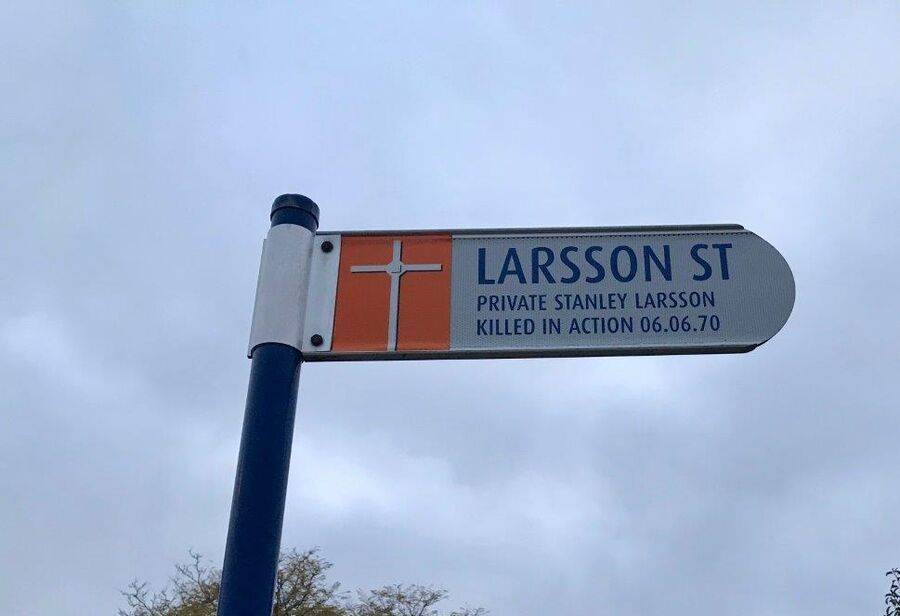 LARSSON ST
PRIVATE STANLEY LARSSON
KILLED IN ACTION 06.06.70